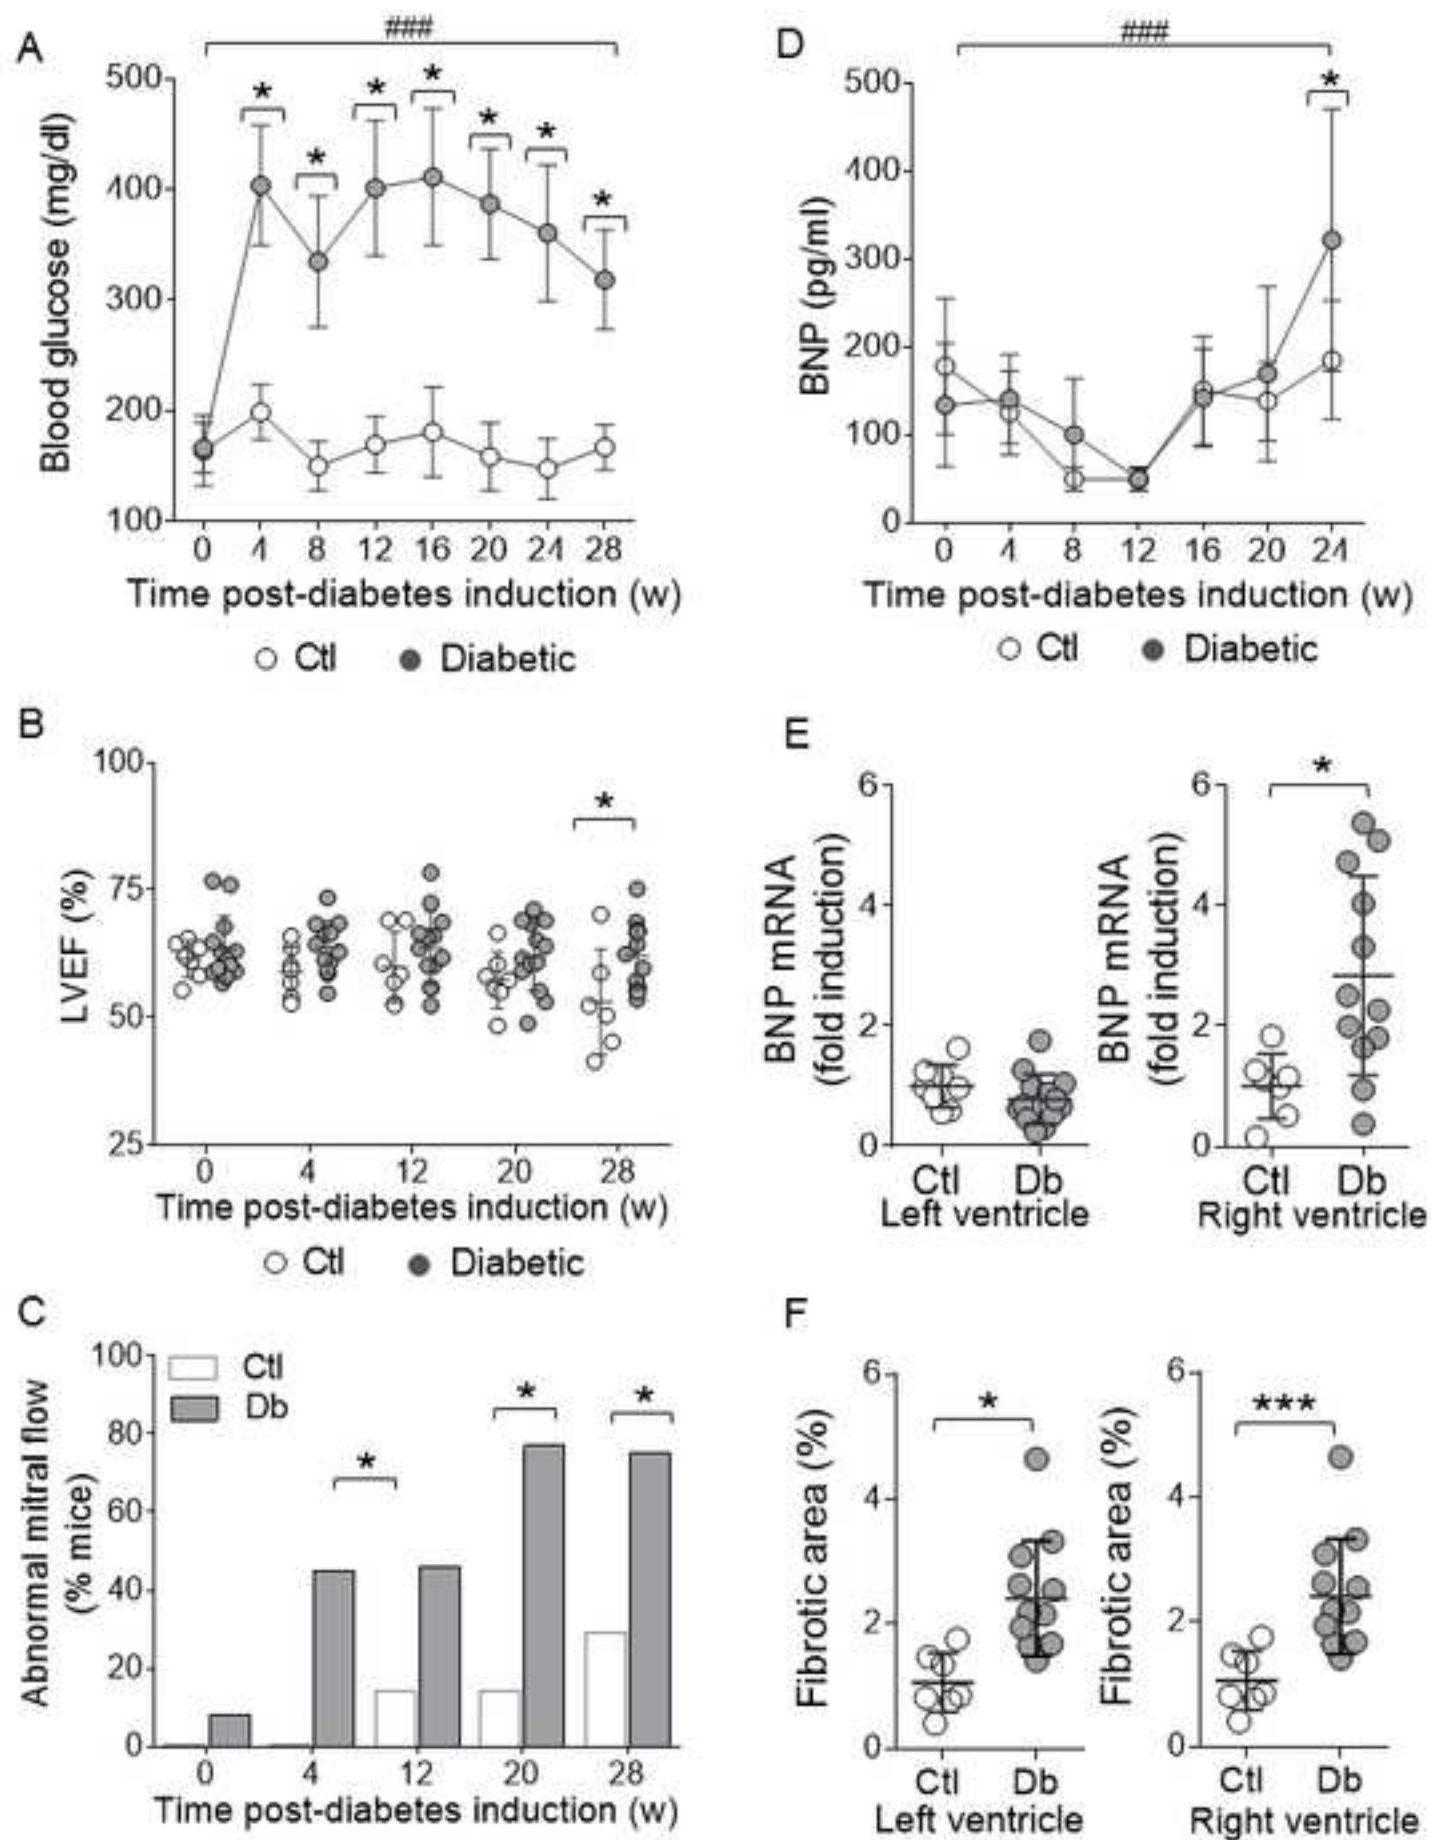 A
###
500
400
300
200
100
Blood glucose (mg/dl)
* * * * * * *
0 4 8 12 16 20 24 28
Time post-diabetes induction (w)
Ctl Diabetic
D
###
*
500
400
300
200
100
0
BNP (pg/ml)
0 4 8 12 16 20 24
Time post-diabetes induction (w)
Ctl Diabetic
B
100
75
50
25
LVEF (%)
*
0 4 12 20 28
Time post-diabetes induction (w)
Ctl Diabetic
E
6
4
2
0
BNP mRNA
(fold induction)
Ctl Db
Left ventricle
*
6
4
2
0
BNP mRNA
(fold induction)
Ctl Db
Right ventricle
C
100
80
60
40
20
0
Abnormal mitral flow
(% mice)
Ctl
Db
* * *
0 4 12 20 28
Time post-diabetes induction (w)
F
6
4
2
0
Fibrotic area (%)
*
Ctl Db
Left ventricle
6
4
2
0
Fibrotic area (%)
***
Ctl Db
Right ventricle